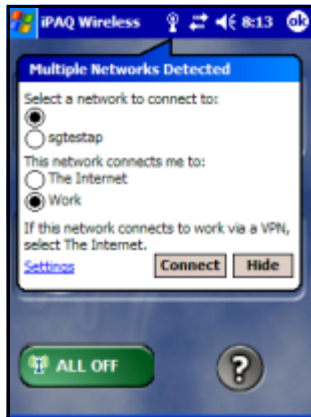 iPAQ Wireless 8:13 ok
Multiple Networks Detected
Select a network to connect to:
sgtestap
This network connects me to:
The Internet
Work
If this network connects to work via a VPN,
select The Internet.
Settings Connect Hide
ALL OFF ?